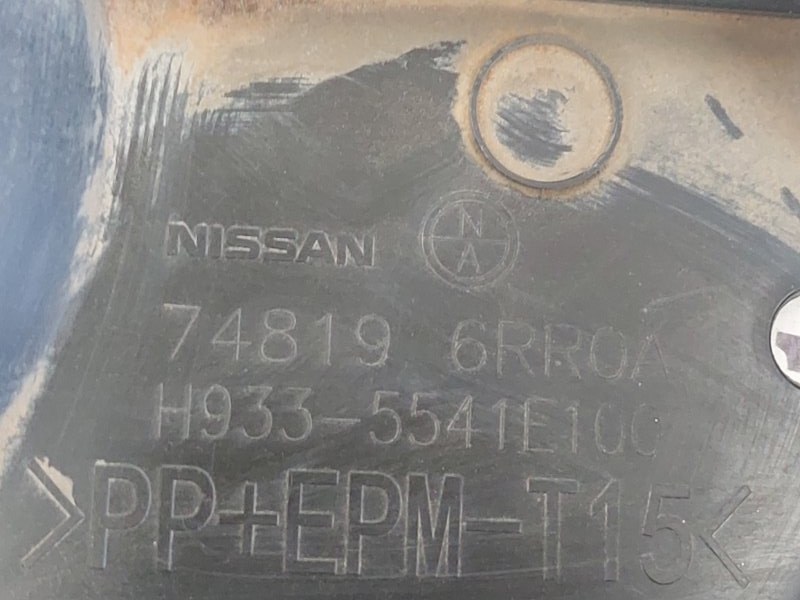 NISSAN
N
A
74819 6RR0A
H933-5541E100
>PP+EPM-T15<